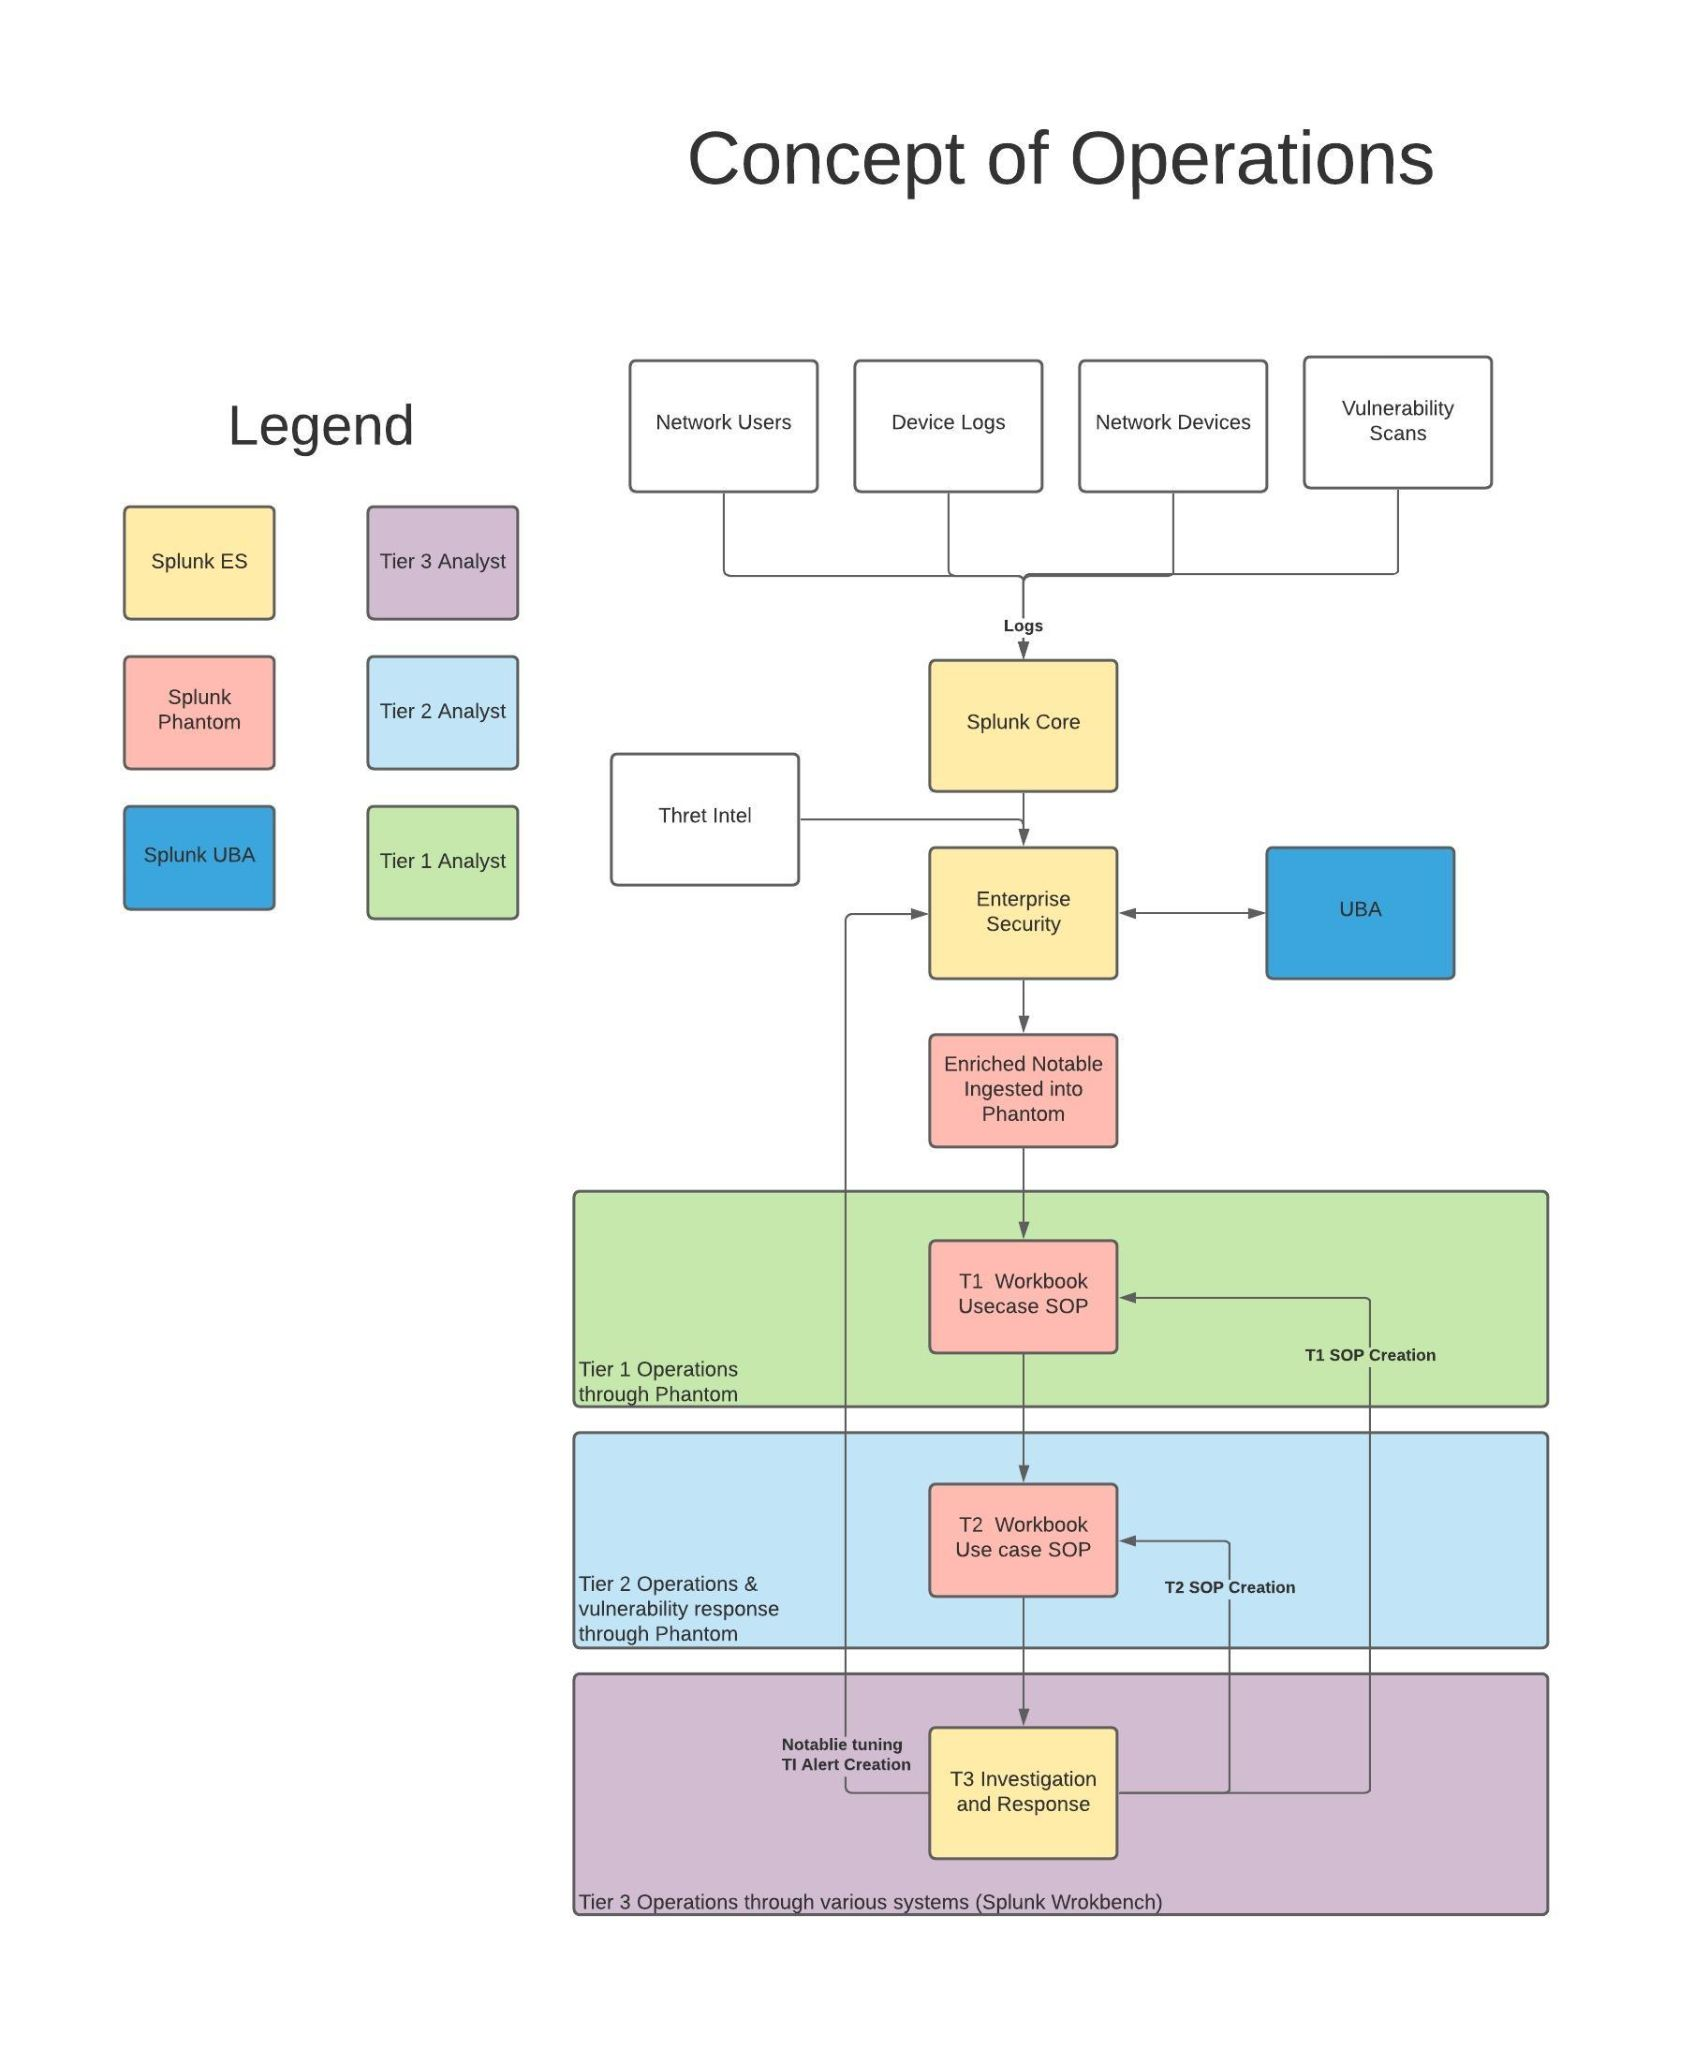 Concept of Operations
Legend
Splunk ES
Tier 3 Analyst
Splunk
Phantom
Tier 2 Analyst
Splunk UBA
Tier 1 Analyst
Network Users
Device Logs
Network Devices
Vulnerability
Scans
Logs
Splunk Core
Thret Intel
Enterprise
Security
UBA
Enriched Notable
Ingested into
Phantom
T1  Workbook
Usecase SOP
T1 SOP Creation
Tier 1 Operations
through Phantom
T2  Workbook
Use case SOP
T2 SOP Creation
Tier 2 Operations &
vulnerability response
through Phantom
Notablie tuning
TI Alert Creation
T3 Investigation
and Response
Tier 3 Operations through various systems (Splunk Wrokbench)